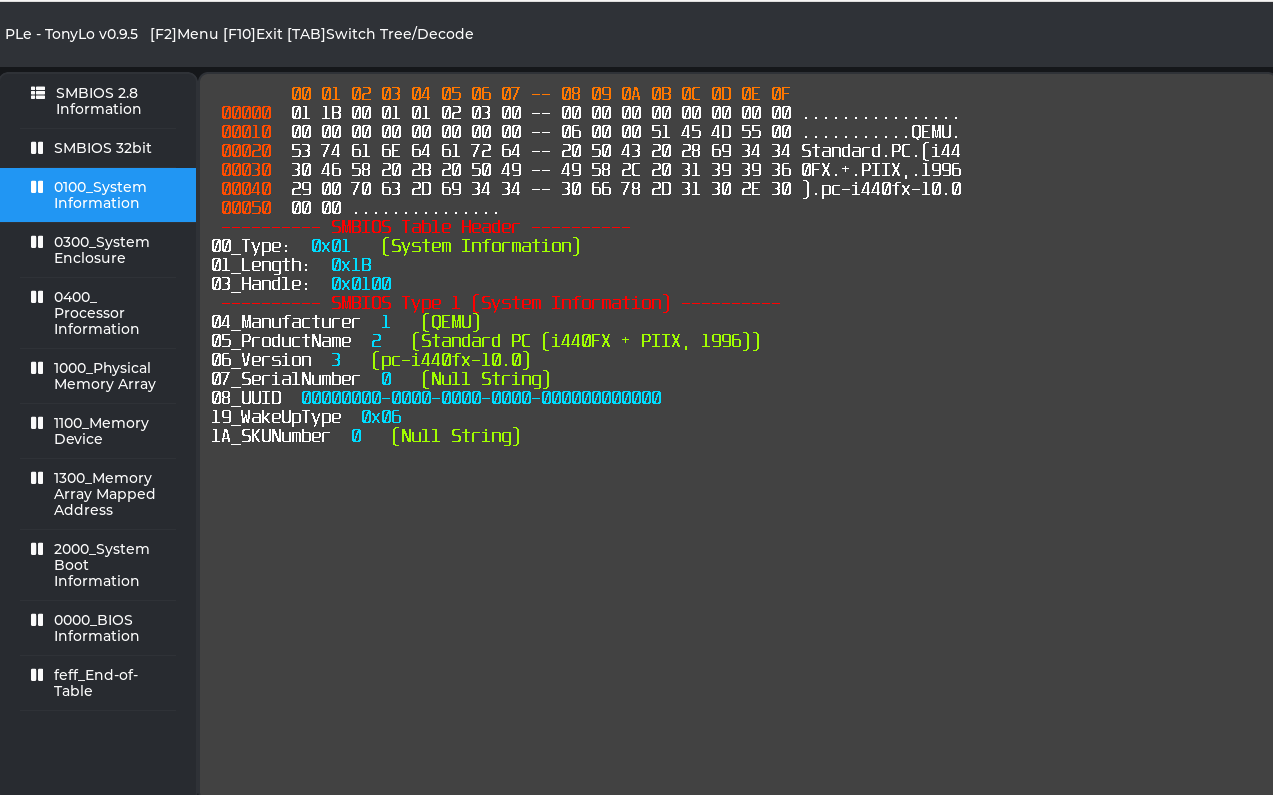 PLe - TonyLo v0.9.5 [F2]Menu [F10]Exit [TAB]Switch Tree/Decode
SMBIOS 2.8
Information
SMBIOS 32bit
0100_System
Information
0300_System
Enclosure
0400_
Processor
Information
1000_Physical
Memory Array
1100_Memory
Device
1300_Memory
Array Mapped
Address
2000_System
Boot
Information
0000_BIOS
Information
feff_End-of-
Table
00 01 02 03 04 05 06 07 -- 08 09 0A 0B 0C 0D 0E 0F
00000 01 1B 00 01 01 02 03 00 -- 00 00 00 00 00 00 00 00 ................
00010 00 00 00 00 00 00 00 00 -- 06 00 00 51 45 4D 55 00 ...........QEMU.
00020 53 74 61 6E 64 61 72 64 -- 20 50 43 20 28 69 34 34 Standard.PC.(i44
00030 30 46 58 20 2B 20 50 49 -- 49 58 2C 20 31 39 39 36 0FX.+.PIIX,.1996
00040 29 00 70 63 2D 69 34 34 -- 30 66 78 2D 31 30 2E 30 ).pc-i440fx-10.0
00050 00 00 ...............
---------- SMBIOS Table Header ----------
00_Type: 0x01 (System Information)
01_Length: 0x1B
03_Handle: 0x0100
---------- SMBIOS Type 1 (System Information) ----------
04_Manufacturer 1 (QEMU)
05_ProductName 2 (Standard PC (i440FX + PIIX, 1996))
06_Version 3 (pc-i440fx-10.0)
07_SerialNumber 0 (Null String)
08_UUID 00000000-0000-0000-0000-000000000000
19_WakeUpType 0x06
1A_SKUNumber 0 (Null String)